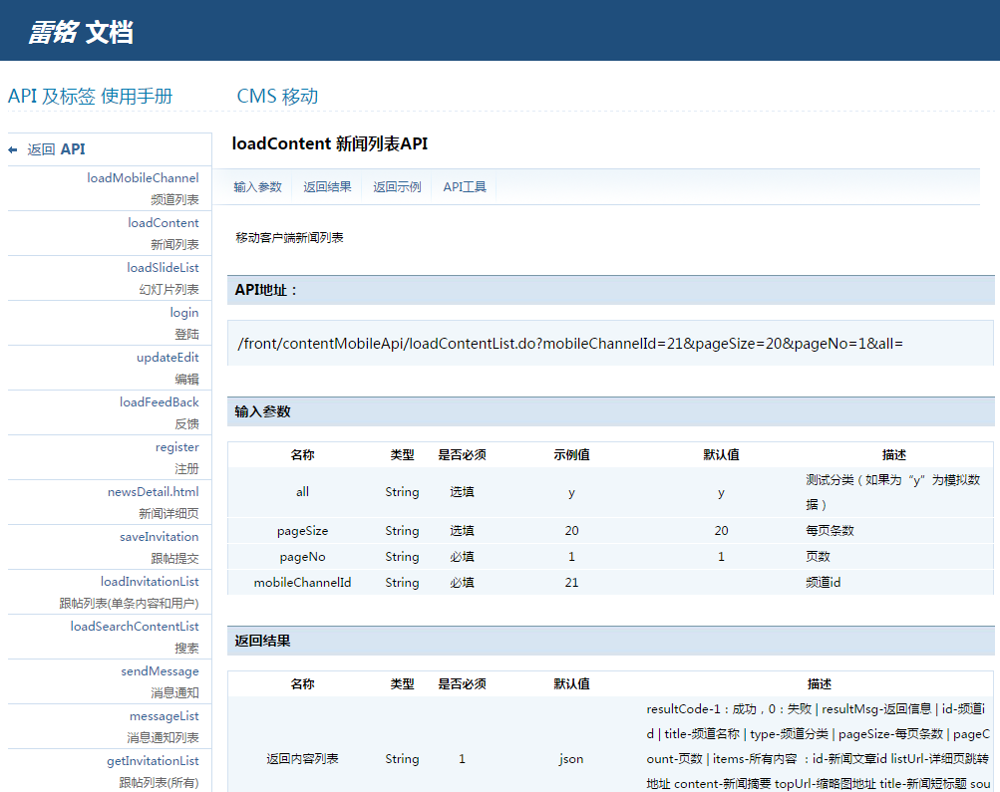 雷铭 文档
API 及标签 使用手册
CMS 移动
返回 API
loadMobileChannel
频道列表
loadContent
新闻列表
loadSlideList
幻灯片列表
login
登陆
updateEdit
编辑
loadFeedBack
反馈
register
注册
newsDetail.html
新闻详细页
saveInvitation
跟帖提交
loadInvitationList
跟帖列表(单条内容和用户)
loadSearchContentList
搜索
sendMessage
消息通知
messageList
消息通知列表
getInvitationList
跟帖列表(所有)
loadContent 新闻列表API
输入参数 返回结果 返回示例 API工具
移动客户端新闻列表
API地址：
/front/contentMobileApi/loadContentList.do?mobileChannelId=21&pageSize=20&pageNo=1&all=
输入参数
名称 类型 是否必须 示例值 默认值 描述
all String 选填 y y 测试分类（如果为“y”为模拟数
据）
pageSize String 选填 20 20 每页条数
pageNo String 必填 1 1 页数
mobileChannelId String 必填 21 频道id
返回结果
名称 类型 是否必须 默认值 描述
返回内容列表 String 1 json
resultCode-1：成功，0：失败 | resultMsg-返回信息 | id-频道i
d | title-频道名称 | type-频道分类 | pageSize-每页条数 | pageC
ount-页数 | items-所有内容 ：id-新闻文章id listUrl-详细页跳转
地址 content-新闻摘要 topUrl-缩略图地址 title-新闻短标题 sou